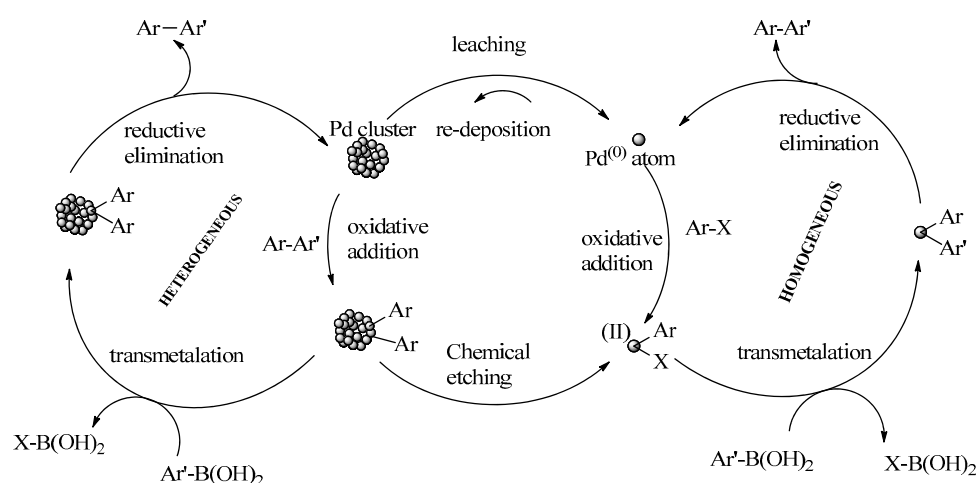 Ar–Ar'
leaching
Ar-Ar'
reductive
elimination
Pd cluster
re-deposition
Pd(0) atom
reductive
elimination
Ar
Ar
HETEROGENEOUS
Ar-Ar'
oxidative
addition
oxidative
addition
Ar-X
HOMOGENEOUS
Ar
Ar'
Ar
Ar
(II)
Ar
X
transmetalation
Chemical
etching
transmetalation
X-B(OH)2
Ar'-B(OH)2
Ar'-B(OH)2
X-B(OH)2